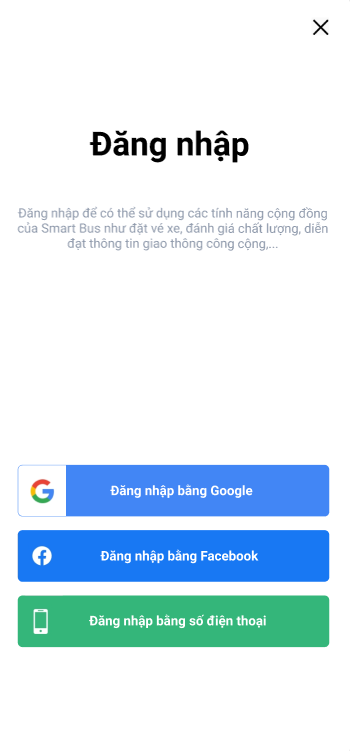 Đăng nhập
Đăng nhập để có thể sử dụng các tính năng cộng đồng
của Smart Bus như đặt vé xe, đánh giá chất lượng, diễn
đạt thông tin giao thông công cộng,...
Đăng nhập bằng Google
Đăng nhập bằng Facebook
Đăng nhập bằng số điện thoại